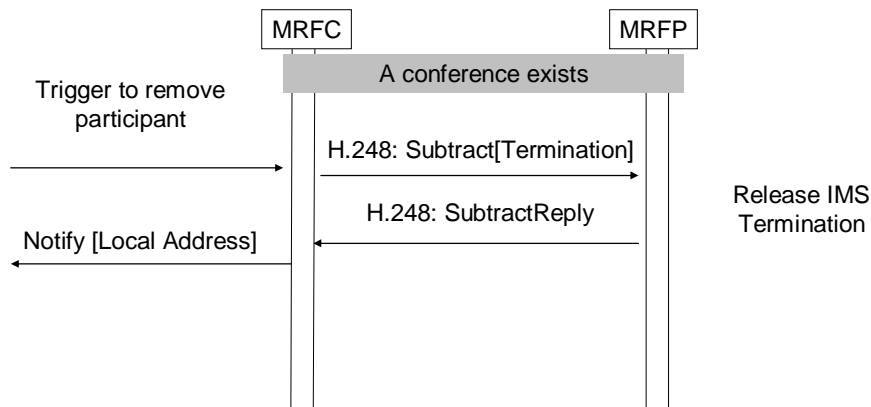 MRFC
MRFP
A conference exists
Trigger to remove
participant
H.248: Subtract[Termination]
H.248: SubtractReply
Release IMS
Termination
Notify [Local Address]